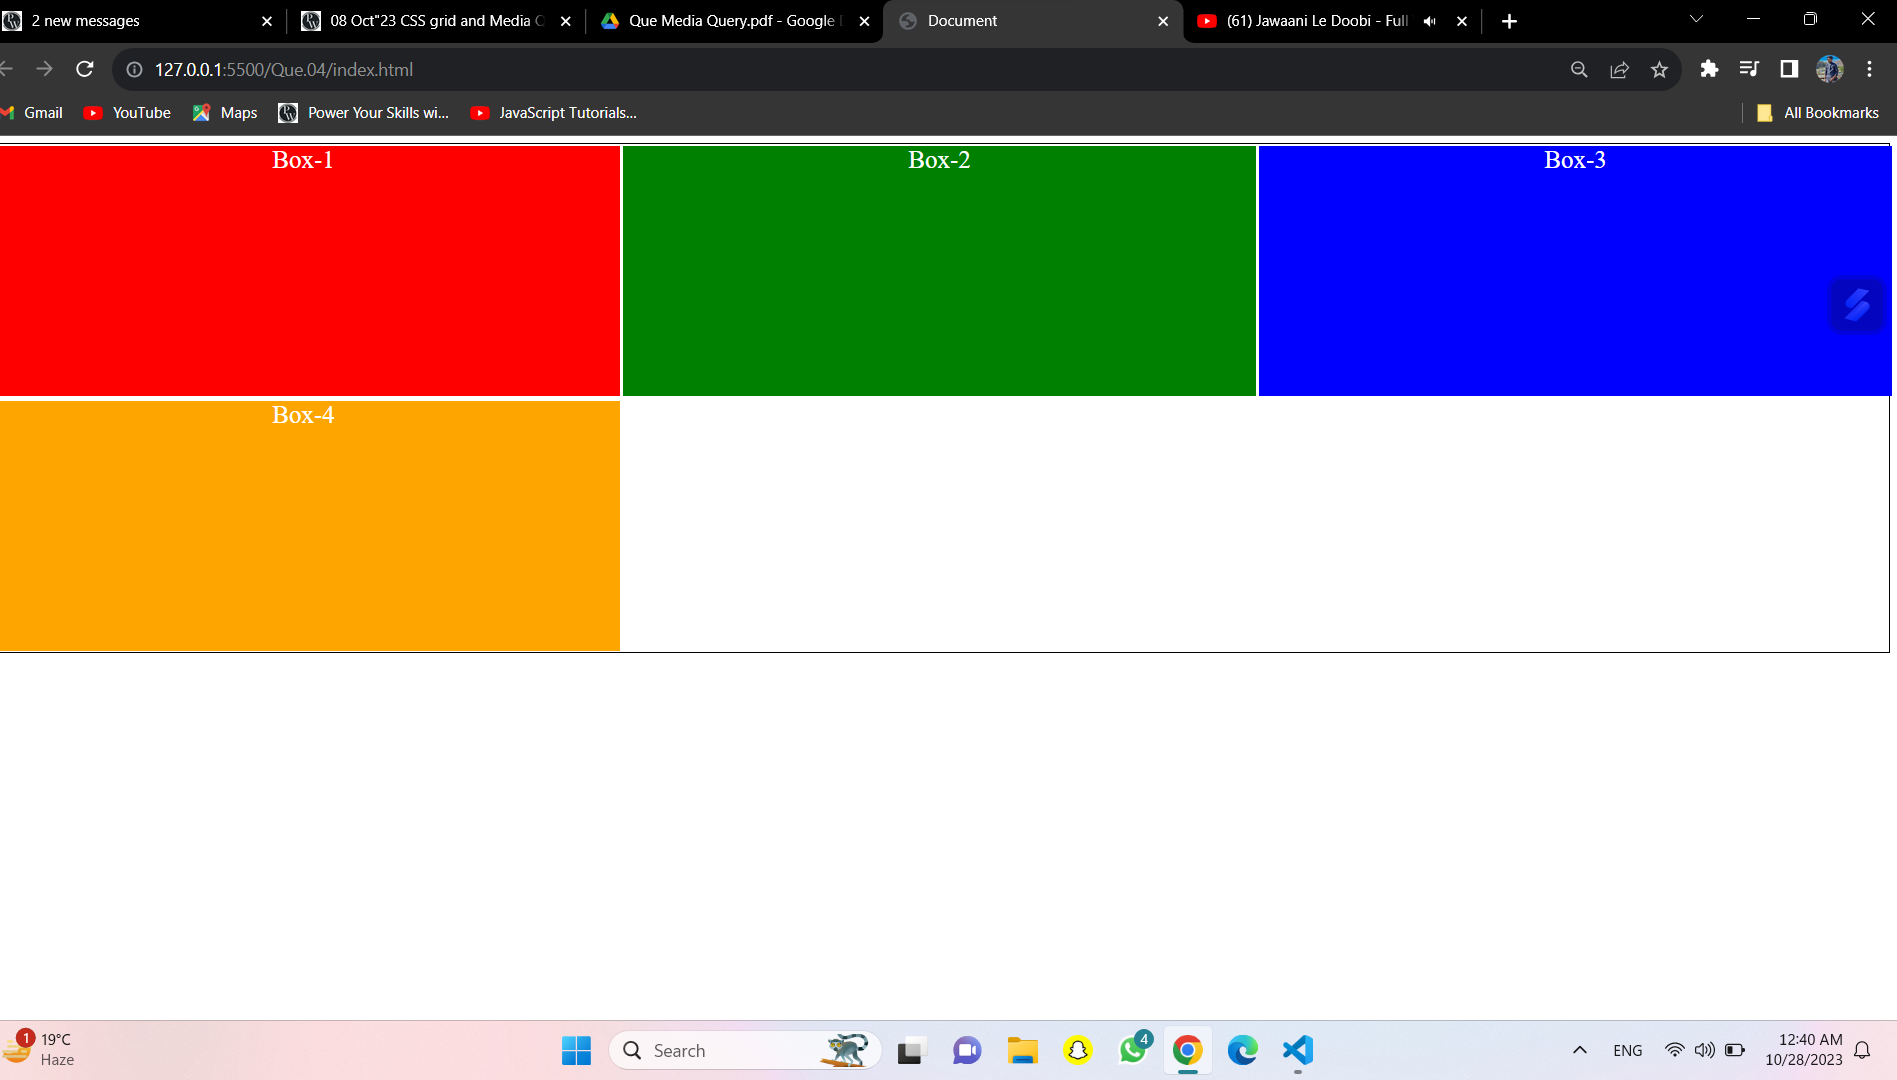 2 new messages
08 Oct"23 CSS grid and Media Q
Que Media Query.pdf - Google D
Document
(61) Jawaani Le Doobi - Full
127.0.0.1:5500/Que.04/index.html
Gmail
YouTube
Maps
Power Your Skills wi...
JavaScript Tutorials...
All Bookmarks
Box-1
Box-2
Box-3
Box-4
1
19°C
Haze
Search
4
ENG
12:40 AM
10/28/2023